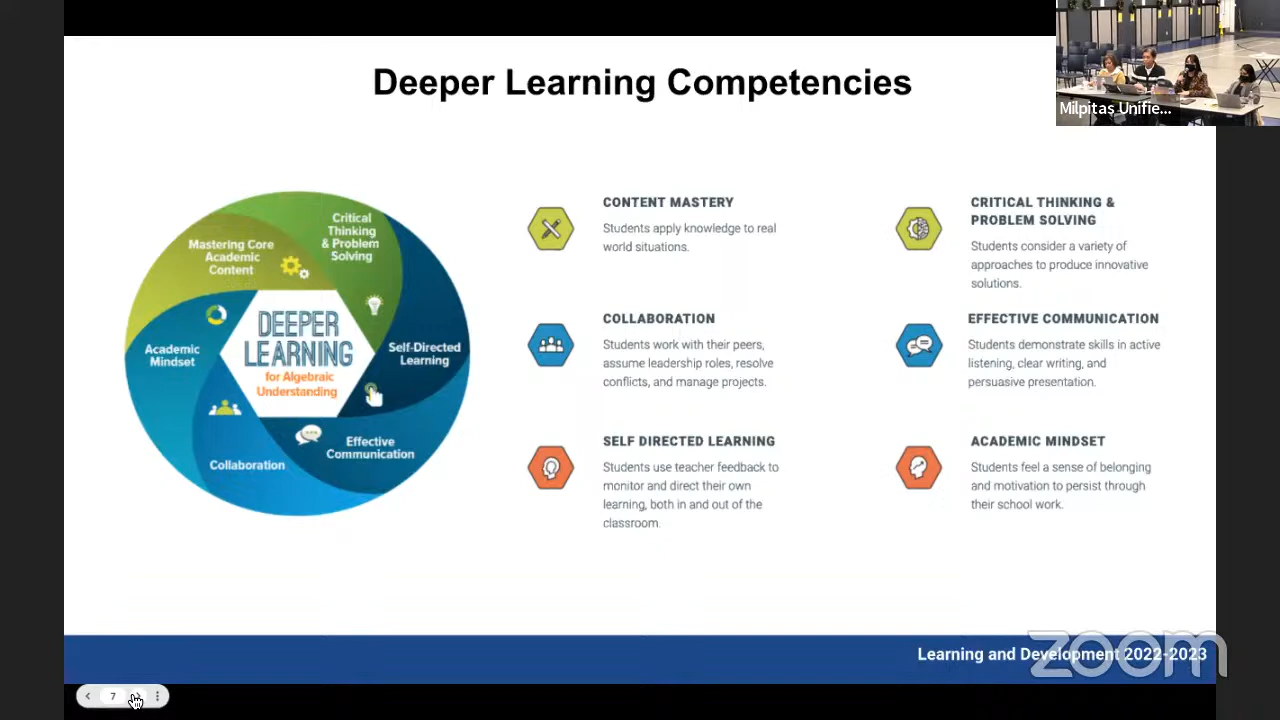 Deeper Learning Competencies
Milpitas Unifie...
Critical
Thinking
& Problem
Solving
Mastering Core
Academic
Content
DEEPER
LEARNING
for Algebraic
Understanding
Self-Directed
Learning
Academic
Mindset
Effective
Communication
Collaboration
CONTENT MASTERY
Students apply knowledge to real
world situations.
CRITICAL THINKING &
PROBLEM SOLVING
Students consider a variety of
approaches to produce innovative
solutions.
COLLABORATION
Students work with their peers,
assume leadership roles, resolve
conflicts, and manage projects.
EFFECTIVE COMMUNICATION
Students demonstrate skills in active
listening, clear writing, and
persuasive presentation.
SELF DIRECTED LEARNING
Students use teacher feedback to
monitor and direct their own
learning, both in and out of the
classroom.
ACADEMIC MINDSET
Students feel a sense of belonging
and motivation to persist through
their school work.
Learning and Development 2022-2023
zoom
7